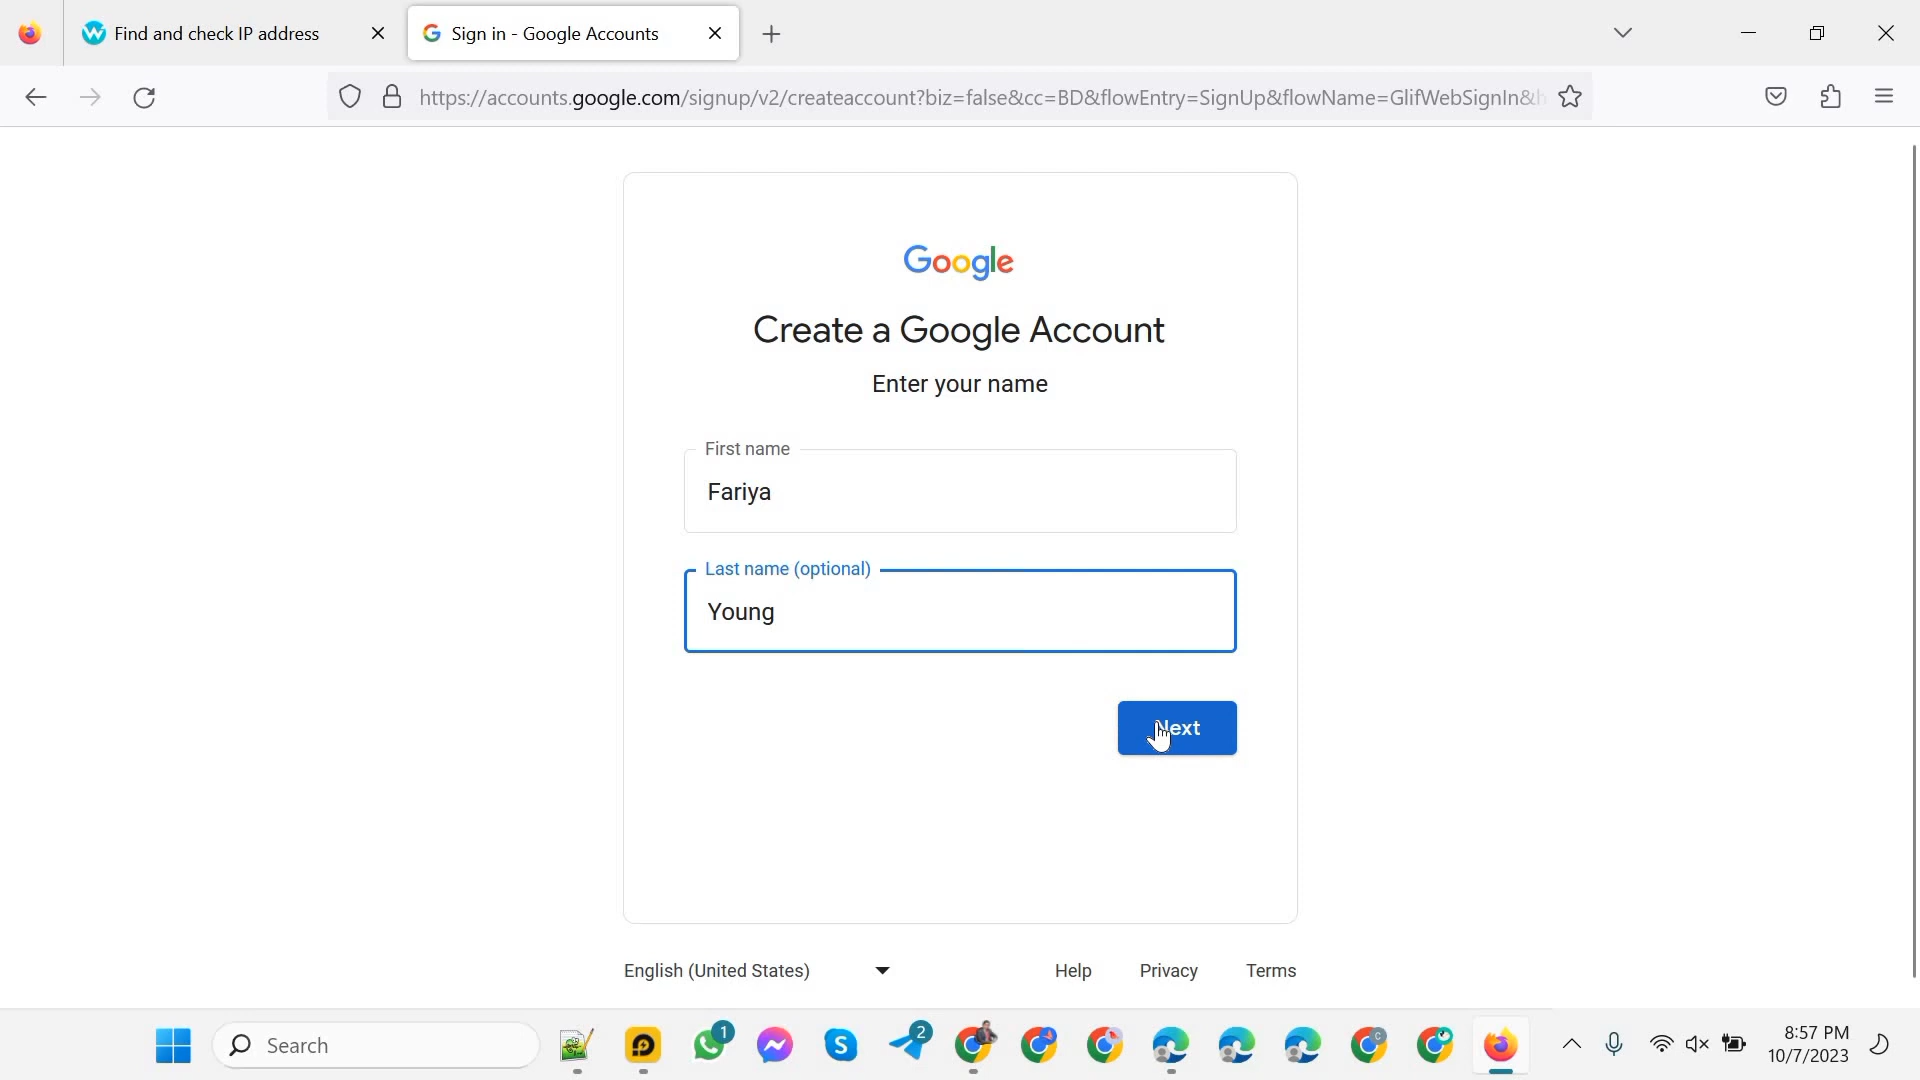 Find and check IP address
Sign in - Google Accounts
https://accounts.google.com/signup/v2/createaccount?biz=false&cc=BD&flowEntry=SignUp&flowName=GlifWebSignIn&h
Google
Create a Google Account
Enter your name
First name
Fariya
Last name (optional)
Young
Next
English (United States)
Help
Privacy
Terms
Search
1
2
8:57 PM
10/7/2023